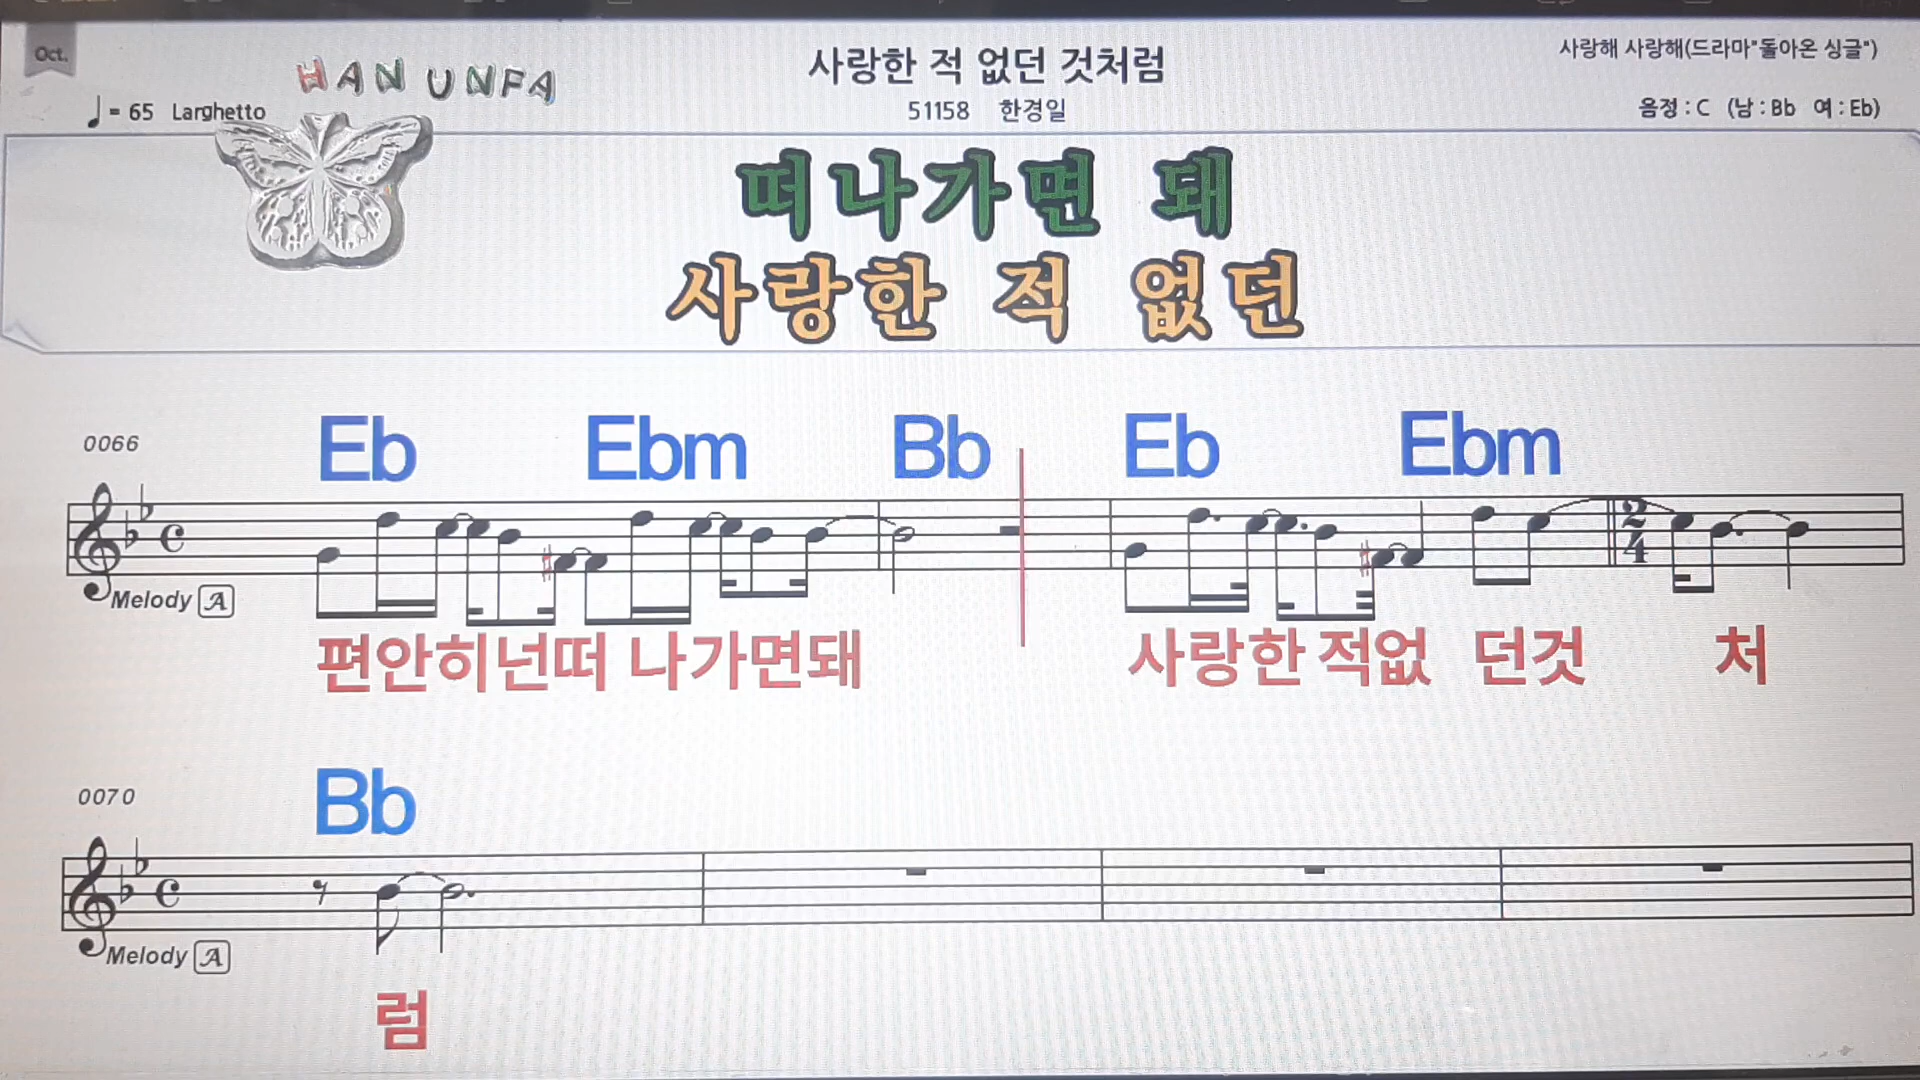 Oct.
HAN UNFA
사랑한 적 없던 것처럼
사랑해 사랑해(드라마"돌아온 싱글")
♩= 65 Larghetto
51158 한경일
음정 : C (남 : Bb 여 : Eb)
떠나가면 돼
사랑한 적 없던
0066
Eb Ebm Bb Eb Ebm
2
4
Melody A
편안히넌떠 나가면돼 사랑한 적없 던것 처
0070
Bb
Melody A
럼